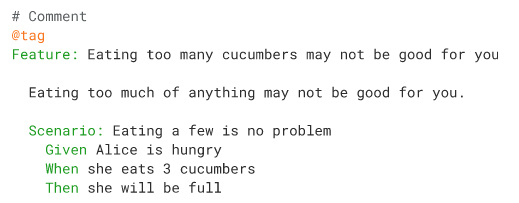 # Comment
@tag
Feature: Eating too many cucumbers may not be good for you
Eating too much of anything may not be good for you.
Scenario: Eating a few is no problem
Given Alice is hungry
When she eats 3 cucumbers
Then she will be full